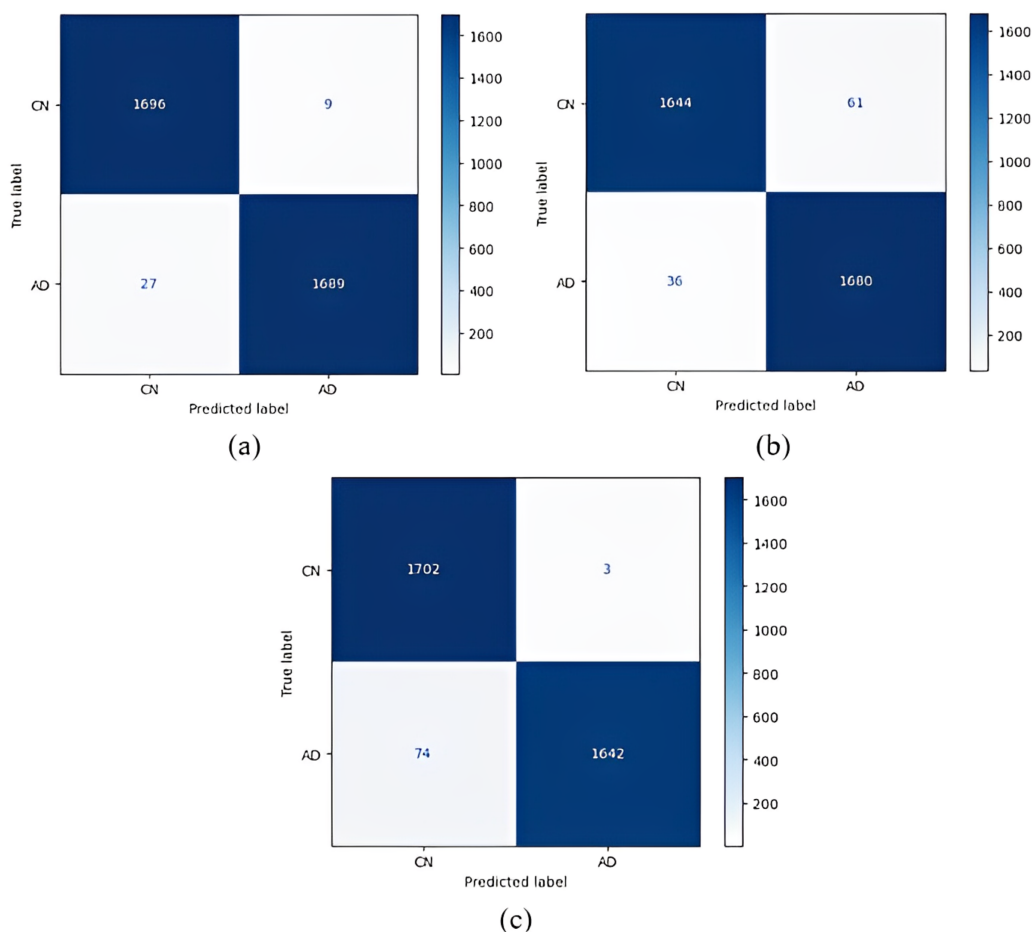 1600
1400
CN 1696 9
1200
1000
True label
800
600
AD 27 1689
400
200
CN AD
Predicted label
(a)
1600
1400
CN 1644 61
1200
1000
True label
800
600
AD 36 1680
400
200
CN AD
Predicted label
(b)
1600
1400
CN 1702 3
1200
1000
True label
800
600
AD 74 1642
400
200
CN AD
Predicted label
(c)